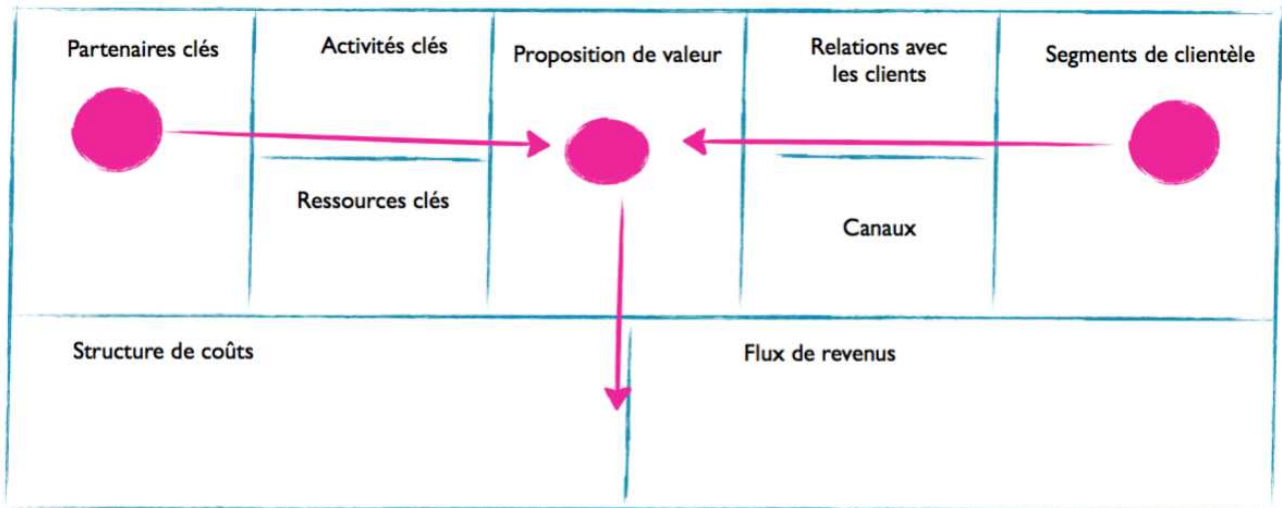 Partenaires clés
Activités clés
Ressources clés
Proposition de valeur
Relations avec
les clients
Canaux
Segments de clientèle
Structure de coûts
Flux de revenus